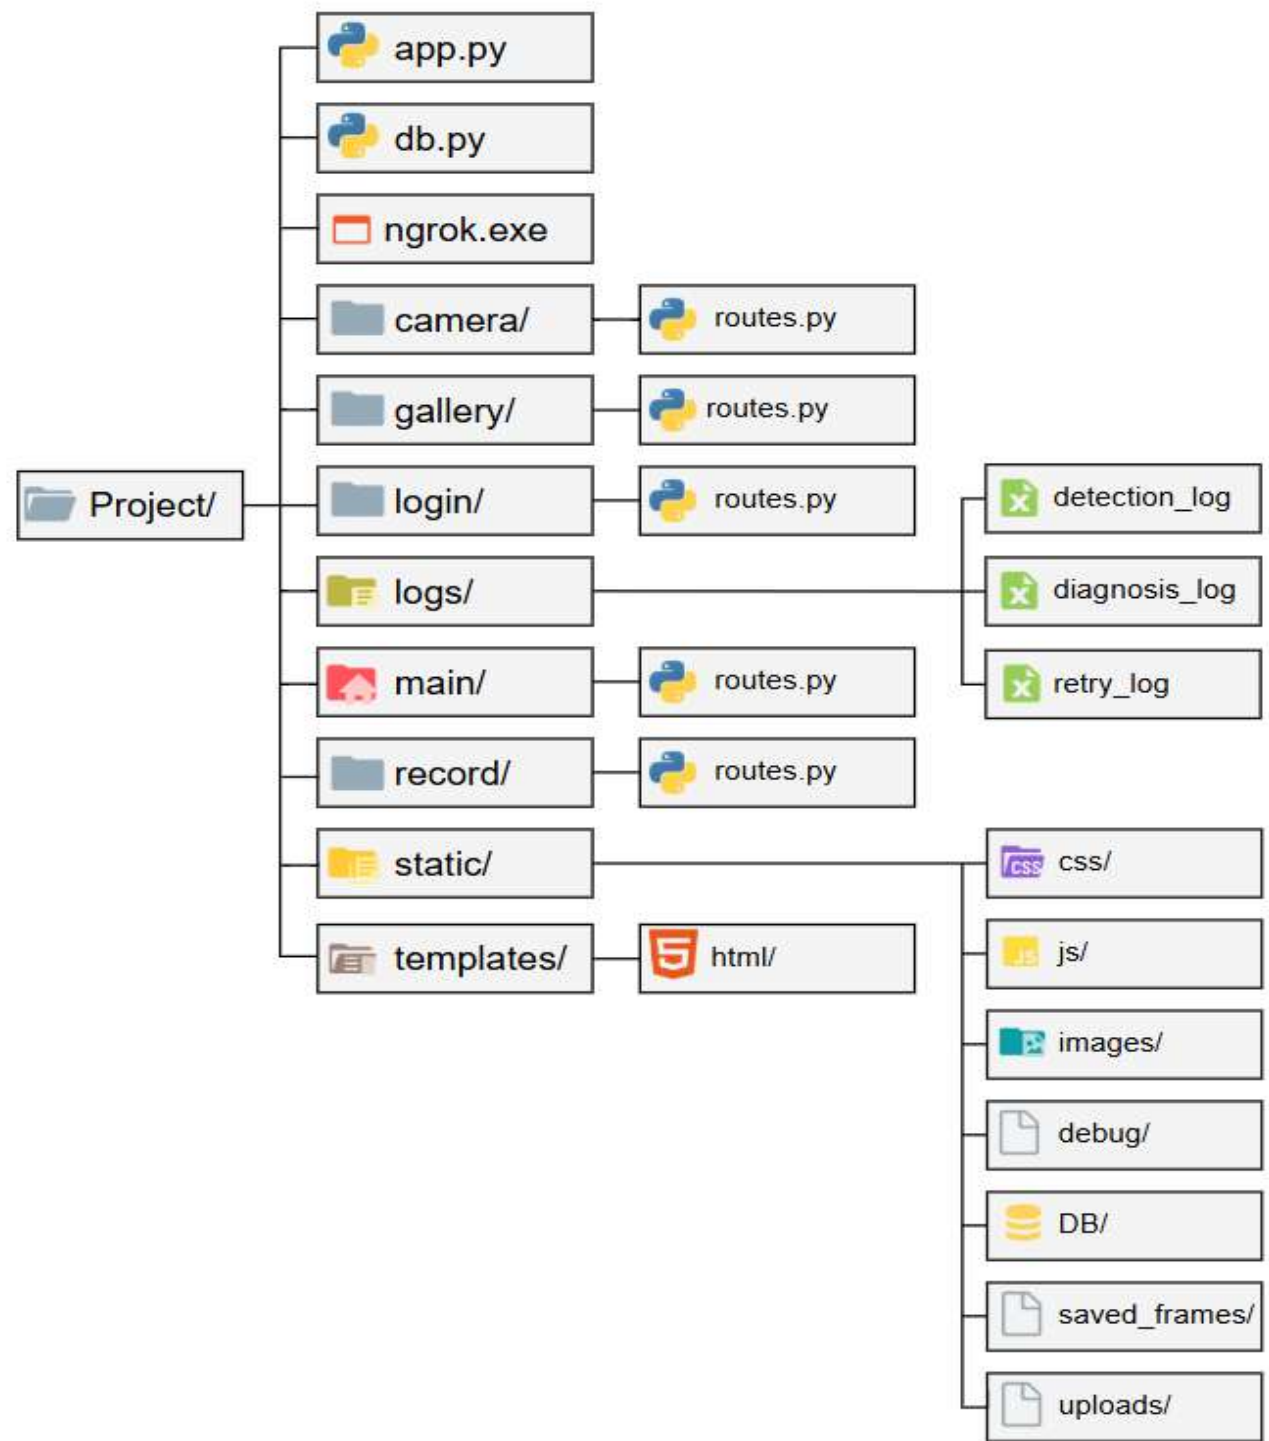 app.py
db.py
ngrok.exe
camera/
routes.py
gallery/
routes.py
Project/
login/
routes.py
detection_log
logs/
diagnosis_log
main/
routes.py
retry_log
record/
routes.py
static/
css/
templates/
html/
js/
images/
debug/
DB/
saved_frames/
uploads/